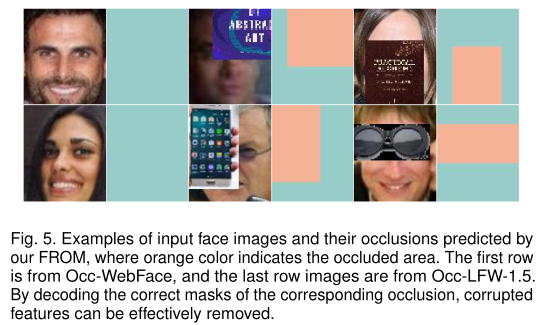 ABSTRAC
ART
Fig. 5. Examples of input face images and their occlusions predicted by
our FROM, where orange color indicates the occluded area. The first row
is from Occ-WebFace, and the last row images are from Occ-LFW-1.5.
By decoding the correct masks of the corresponding occlusion, corrupted
features can be effectively removed.